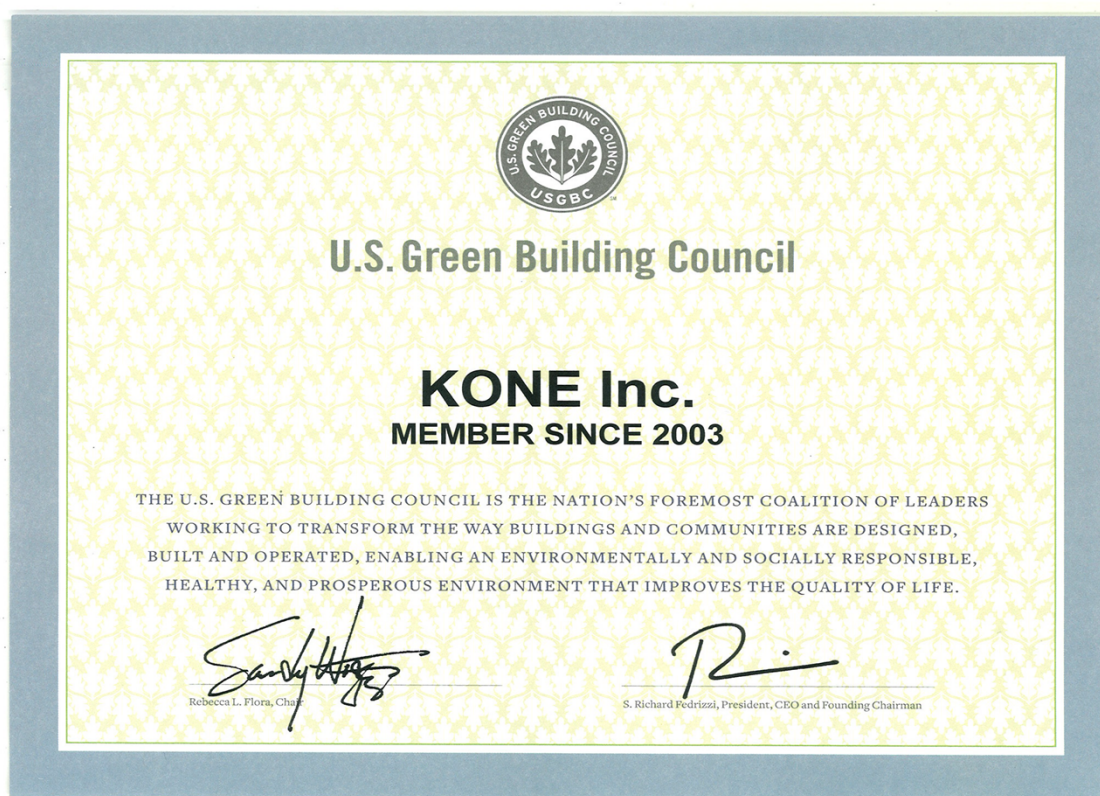 U.S. GREEN BUILDING COUNCIL
USGBC
SM
U.S. Green Building Council
KONE Inc.
MEMBER SINCE 2003
THE U.S. GREEN BUILDING COUNCIL IS THE NATION'S FOREMOST COALITION OF LEADERS
WORKING TO TRANSFORM THE WAY BUILDINGS AND COMMUNITIES ARE DESIGNED,
BUILT AND OPERATED, ENABLING AN ENVIRONMENTALLY AND SOCIALLY RESPONSIBLE,
HEALTHY, AND PROSPEROUS ENVIRONMENT THAT IMPROVES THE QUALITY OF LIFE.
Rebecca L. Flora, Chair
S. Richard Fedrizzi, President, CEO and Founding Chairman